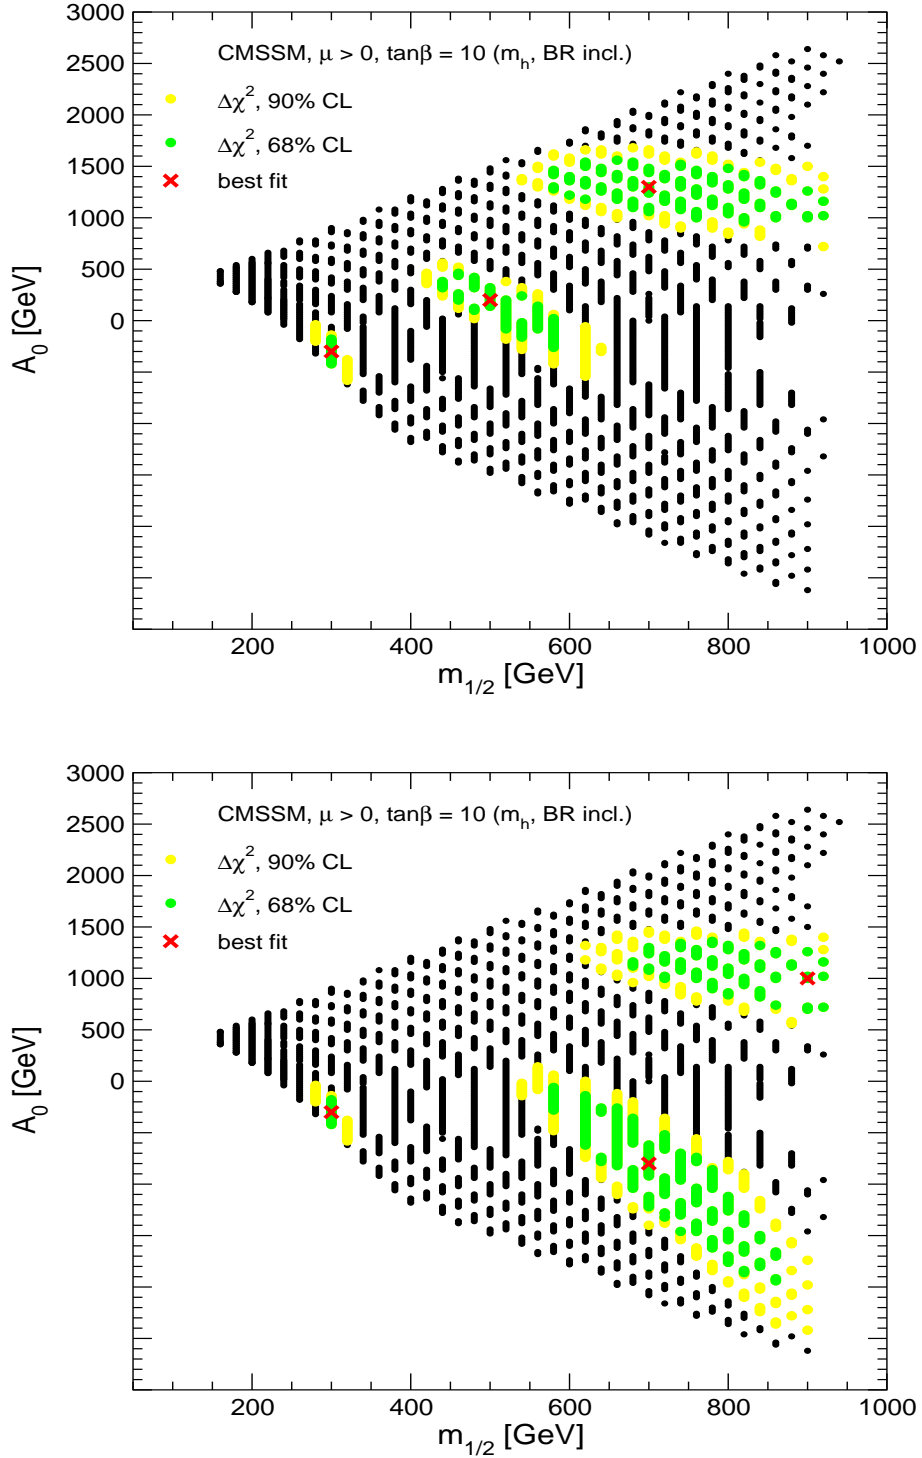 3000
2500
2000
1500
1000
500
0
A0 [GeV]
CMSSM, μ > 0, tanβ = 10 (mh, BR incl.)
Δχ², 90% CL
Δχ², 68% CL
best fit
200 400 600 800 1000
m1/2 [GeV]
3000
2500
2000
1500
1000
500
0
A0 [GeV]
CMSSM, μ > 0, tanβ = 10 (mh, BR incl.)
Δχ², 90% CL
Δχ², 68% CL
best fit
200 400 600 800 1000
m1/2 [GeV]